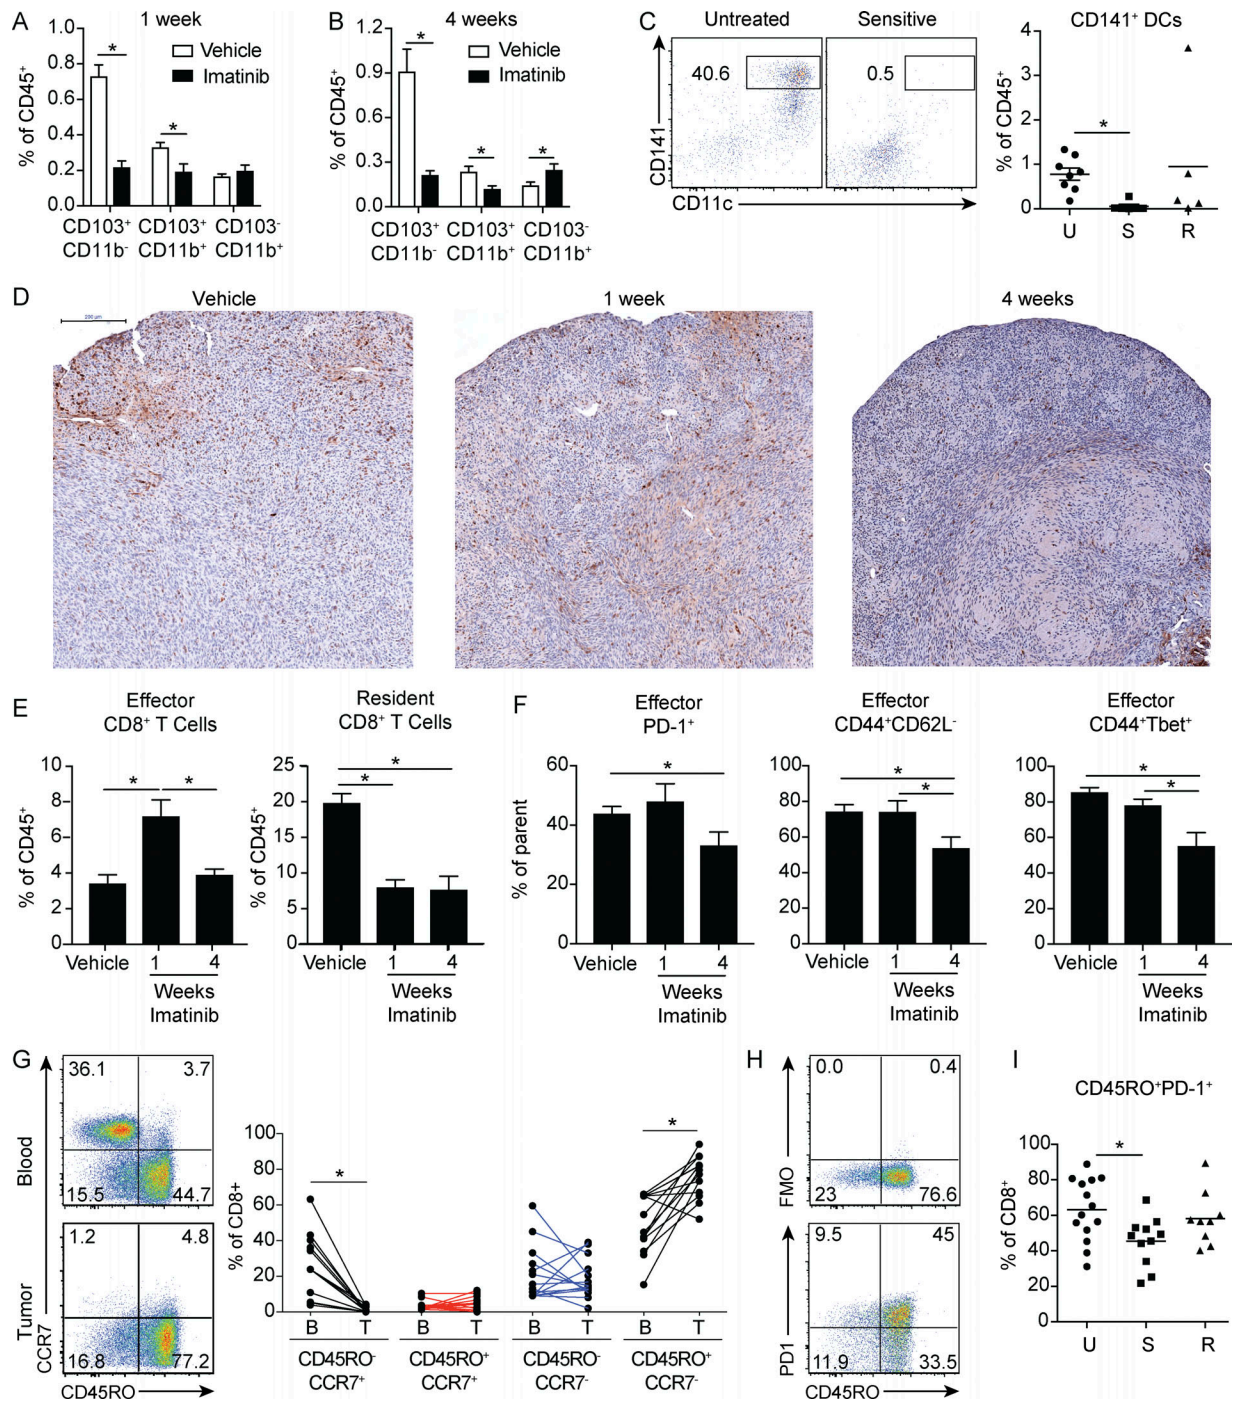 A
1 week
% of CD45⁺
0.0
0.2
0.4
0.6
0.8
1.0
*
*
Vehicle
Imatinib
CD103⁺ CD103⁺ CD103⁻
CD11b⁻ CD11b⁺ CD11b⁺
B
4 weeks
% of CD45⁺
0.0
0.3
0.6
0.9
1.2
*
*
*
Vehicle
Imatinib
CD103⁺ CD103⁺ CD103⁻
CD11b⁻ CD11b⁺ CD11b⁺
C
Untreated
Sensitive
40.6
0.5
CD141
CD11c
CD141⁺ DCs
% of CD45⁺
0
1
2
3
4
*
U S R
D
Vehicle
1 week
4 weeks
200 µm
E
Effector
CD8⁺ T Cells
% of CD45⁺
0
2
4
6
8
10
* *
Vehicle 1 4
Weeks
Imatinib
Resident
CD8⁺ T Cells
% of CD45⁺
0
5
10
15
20
25
*
*
Vehicle 1 4
Weeks
Imatinib
F
Effector
PD-1⁺
% of parent
0
20
40
60
*
Vehicle 1 4
Weeks
Imatinib
Effector
CD44⁺CD62L⁻
0
20
40
60
80
100
*
*
Vehicle 1 4
Weeks
Imatinib
Effector
CD44⁺Tbet⁺
0
20
40
60
80
100
*
*
Vehicle 1 4
Weeks
Imatinib
G
36.1 3.7
15.5 44.7
Blood
1.2 4.8
16.8 77.2
Tumor
CCR7
CD45RO
% of CD8+
0
20
40
60
80
100
*
*
B T B T B T B T
CD45RO⁻ CD45RO⁺ CD45RO⁻ CD45RO⁺
CCR7⁺ CCR7⁺ CCR7⁻ CCR7⁻
H
0.0 0.4
23 76.6
FMO
9.5 45
11.9 33.5
PD1
CD45RO
I
CD45RO⁺PD-1⁺
% of CD8⁺
0
20
40
60
80
100
*
U S R